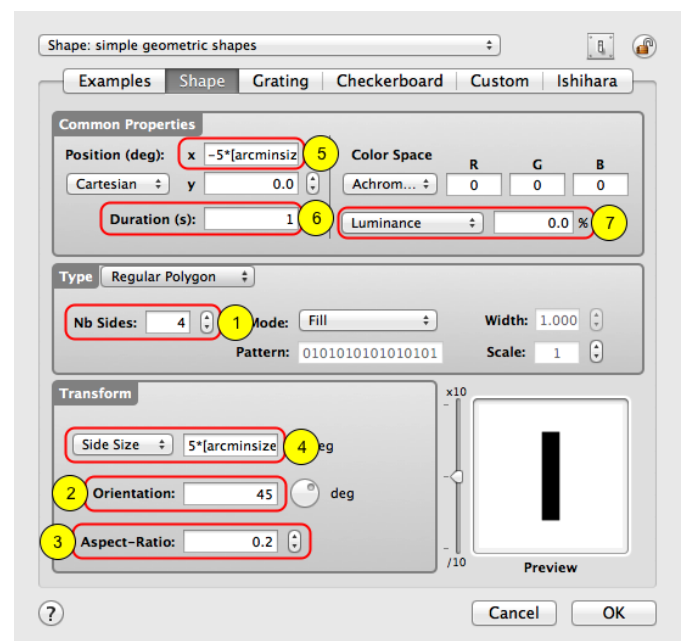 Shape: simple geometric shapes
Examples Shape Grating Checkerboard Custom Ishihara
Common Properties
Position (deg): x -5*[arcminsiz 5 Color Space R G B
Cartesian y 0.0 Achrom... 0 0 0
Duration (s): 1 6 Luminance 0.0 % 7
Type Regular Polygon
Nb Sides: 4 1 Mode: Fill Width: 1.000
Pattern: 0101010101010101 Scale: 1
Transform x10
Side Size 5*[arcminsize 4 eg
2 Orientation: 45 deg
3 Aspect-Ratio: 0.2
/10 Preview
? Cancel OK